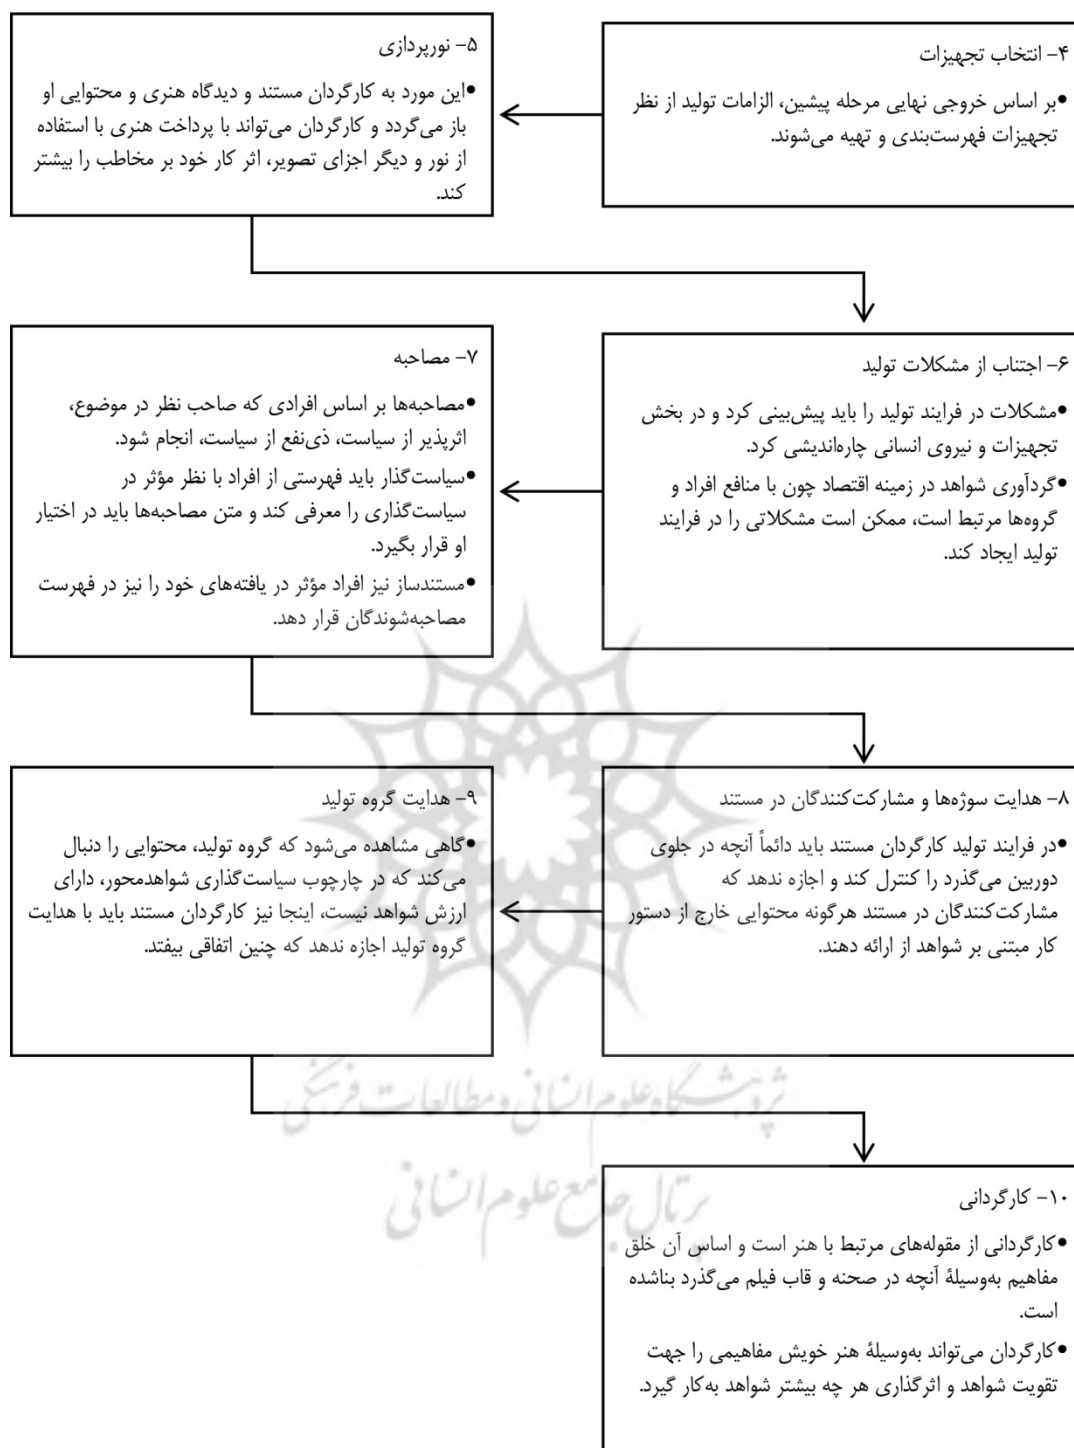 ۴- انتخاب تجهیزات
•بر اساس خروجی نهایی مرحله پیشین، الزامات تولید از نظر
تجهیزات فهرست‌بندی و تهیه می‌شوند.
۵- نورپردازی
•این مورد به کارگردان مستند و دیدگاه هنری و محتوایی او
باز می‌گردد و کارگردان می‌تواند با پرداخت هنری با استفاده
از نور و دیگر اجزای تصویر، اثر کار خود بر مخاطب را بیشتر
کند.
۶- اجتناب از مشکلات تولید
•مشکلات در فرایند تولید را باید پیش‌بینی کرد و در بخش
تجهیزات و نیروی انسانی چاره‌اندیشی کرد.
•گردآوری شواهد در زمینه اقتصاد چون با منافع افراد و
گروه‌ها مرتبط است، ممکن است مشکلاتی را در فرایند
تولید ایجاد کند.
۷- مصاحبه
•مصاحبه‌ها بر اساس افرادی که صاحب نظر در موضوع،
اثرپذیر از سیاست، ذی‌نفع از سیاست، انجام شود.
•سیاست‌گذار باید فهرستی از افراد با نظر مؤثر در
سیاست‌گذاری را معرفی کند و متن مصاحبه‌ها باید در اختیار
او قرار بگیرد.
•مستندساز نیز افراد مؤثر در یافته‌های خود را نیز در فهرست
مصاحبه‌شوندگان قرار دهد.
۸- هدایت سوژه‌ها و مشارکت‌کنندگان در مستند
•در فرایند تولید کارگردان مستند باید دائماً آنچه در جلوی
دوربین می‌گذرد را کنترل کند و اجازه ندهد که
مشارکت‌کنندگان در مستند هرگونه محتوایی خارج از دستور
کار مبتنی بر شواهد از ارائه دهند.
۹- هدایت گروه تولید
•گاهی مشاهده می‌شود که گروه تولید، محتوایی را دنبال
می‌کند که در چارچوب سیاست‌گذاری شواهدمحور، دارای
ارزش شواهد نیست، اینجا نیز کارگردان مستند باید با هدایت
گروه تولید اجازه ندهد که چنین اتفاقی بیفتد.
پژوهشگاه علوم انسانی و مطالعات فرهنگی
پرتال جامع علوم انسانی
۱۰- کارگردانی
•کارگردانی از مقوله‌های مرتبط با هنر است و اساس آن خلق
مفاهیم به‌وسیلهٔ آنچه در صحنه و قاب فیلم می‌گذرد بناشده
است.
•کارگردان می‌تواند به‌وسیلهٔ هنر خویش مفاهیمی را جهت
تقویت شواهد و اثرگذاری هر چه بیشتر شواهد به‌کار گیرد.